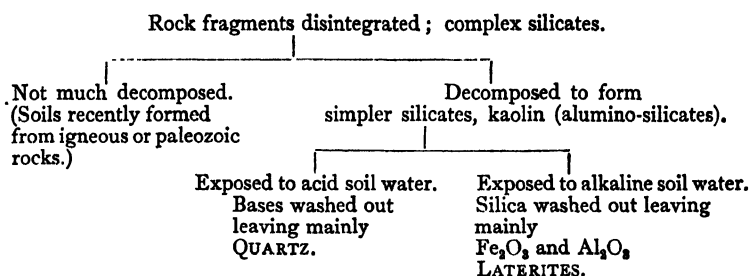 Rock fragments disintegrated; complex silicates.
Not much decomposed.
(Soils recently formed
from igneous or paleozoic
rocks.)
Decomposed to form
simpler silicates, kaolin (alumino-silicates).
Exposed to acid soil water.
Bases washed out
leaving mainly
QUARTZ.
Exposed to alkaline soil water.
Silica washed out leaving
mainly
Fe₂O₃ and Al₂O₃
LATERITES.